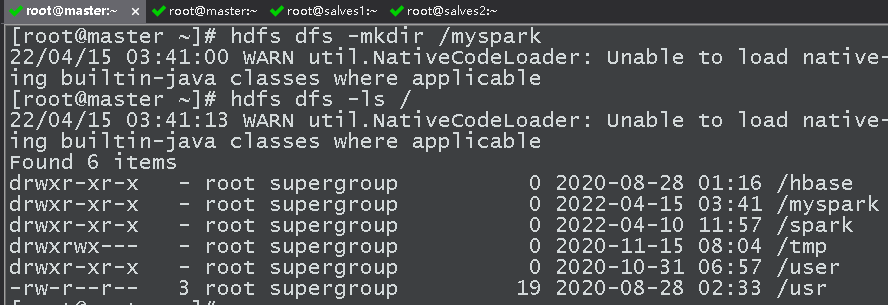 root@master:~ × root@master:~ root@salves1:~ root@salves2:~
[root@master ~]# hdfs dfs -mkdir /myspark
22/04/15 03:41:00 WARN util.NativeCodeLoader: Unable to load native-
ing builtin-java classes where applicable
[root@master ~]# hdfs dfs -ls /
22/04/15 03:41:13 WARN util.NativeCodeLoader: Unable to load native-
ing builtin-java classes where applicable
Found 6 items
drwxr-xr-x   - root supergroup          0 2020-08-28 01:16 /hbase
drwxr-xr-x   - root supergroup          0 2022-04-15 03:41 /myspark
drwxr-xr-x   - root supergroup          0 2022-04-10 11:57 /spark
drwxrwx---   - root supergroup          0 2020-11-15 08:04 /tmp
drwxr-xr-x   - root supergroup          0 2020-10-31 06:57 /user
-rw-r--r--   3 root supergroup         19 2020-08-28 02:33 /usr